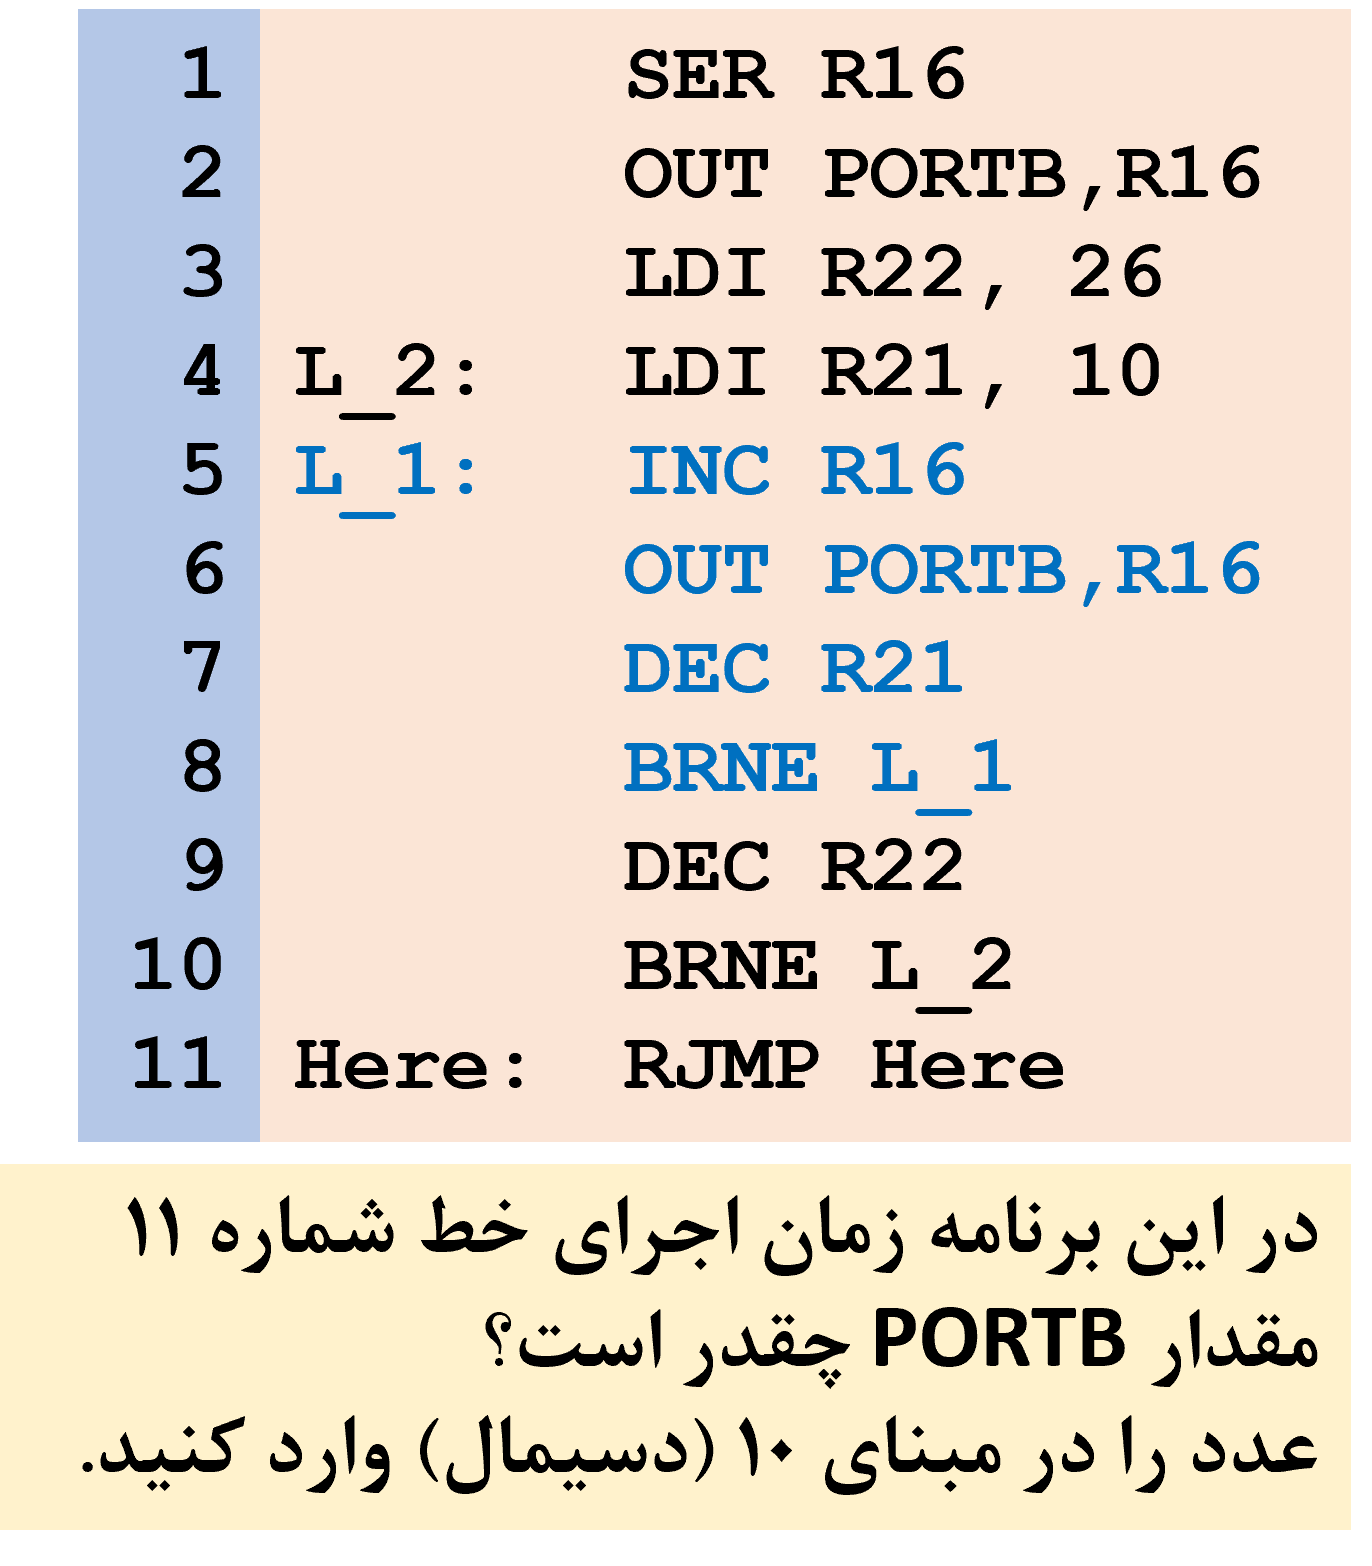 1 SER R16
2 OUT PORTB,R16
3 LDI R22, 26
4 L_2: LDI R21, 10
5 L_1: INC R16
6 OUT PORTB,R16
7 DEC R21
8 BRNE L_1
9 DEC R22
10 BRNE L_2
11 Here: RJMP Here
در این برنامه زمان اجرای خط شماره ۱۱
مقدار PORTB چقدر است؟
عدد را در مبنای ۱۰ (دسیمال) وارد کنید.